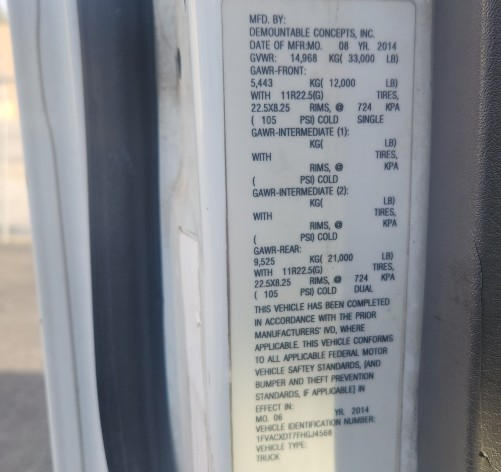 MFD. BY:
DEMOUNTABLE CONCEPTS, INC.
DATE OF MFR:MO. 08 YR. 2014
GVWR: 14,968 KG( 33,000 LB)
GAWR-FRONT:
5,443 KG( 12,000 LB)
WITH 11R22.5(G) TIRES,
22.5X8.25 RIMS, @ 724 KPA
( 105 PSI) COLD SINGLE
GAWR-INTERMEDIATE (1):
KG( LB)
WITH TIRES,
RIMS, @ KPA
( PSI) COLD
GAWR-INTERMEDIATE (2):
KG( LB)
WITH TIRES,
RIMS, @ KPA
( PSI) COLD
GAWR-REAR:
9,525 KG( 21,000 LB)
WITH 11R22.5(G) TIRES,
22.5X8.25 RIMS, @ 724 KPA
( 105 PSI) COLD DUAL
THIS VEHICLE HAS BEEN COMPLETED
IN ACCORDANCE WITH THE PRIOR
MANUFACTURERS' IVD, WHERE
APPLICABLE. THIS VEHICLE CONFORMS
TO ALL APPLICABLE FEDERAL MOTOR
VEHICLE SAFTEY STANDARDS, [AND
BUMPER AND THEFT PREVENTION
STANDARDS, IF APPLICABLE] IN
EFFECT IN:
MO. 06 YR. 2014
VEHICLE IDENTIFICATION NUMBER:
1FVACXDT7FHGJ4568
VEHICLE TYPE:
TRUCK